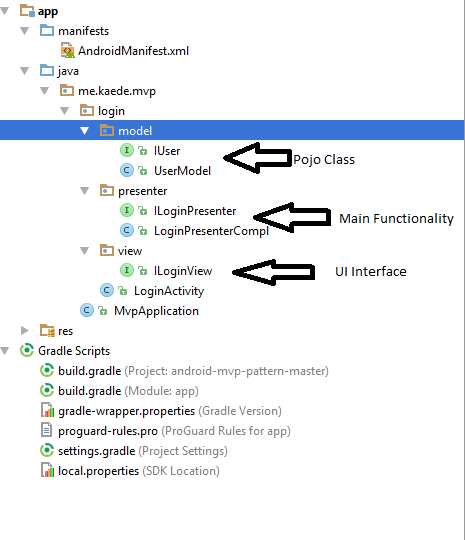 app
manifests
AndroidManifest.xml
java
me.kaede.mvp
login
model
IUser
UserModel
Pojo Class
presenter
ILoginPresenter
LoginPresenterCompl
Main Functionality
view
ILoginView
UI Interface
LoginActivity
MvpApplication
res
Gradle Scripts
build.gradle (Project: android-mvp-pattern-master)
build.gradle (Module: app)
gradle-wrapper.properties (Gradle Version)
proguard-rules.pro (ProGuard Rules for app)
settings.gradle (Project Settings)
local.properties (SDK Location)